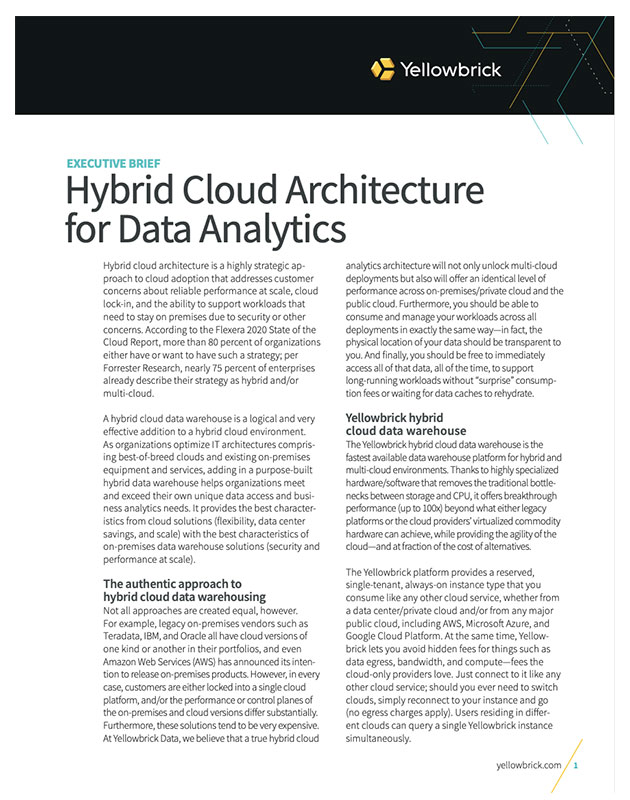 Yellowbrick
EXECUTIVE BRIEF
Hybrid Cloud Architecture
for Data Analytics
Hybrid cloud architecture is a highly strategic ap-
proach to cloud adoption that addresses customer
concerns about reliable performance at scale, cloud
lock-in, and the ability to support workloads that
need to stay on premises due to security or other
concerns. According to the Flexera 2020 State of the
Cloud Report, more than 80 percent of organizations
either have or want to have such a strategy; per
Forrester Research, nearly 75 percent of enterprises
already describe their strategy as hybrid and/or
multi-cloud.
A hybrid cloud data warehouse is a logical and very
effective addition to a hybrid cloud environment.
As organizations optimize IT architectures compris-
ing best-of-breed clouds and existing on-premises
equipment and services, adding in a purpose-built
hybrid data warehouse helps organizations meet
and exceed their own unique data access and busi-
ness analytics needs. It provides the best character-
istics from cloud solutions (flexibility, data center
savings, and scale) with the best characteristics of
on-premises data warehouse solutions (security and
performance at scale).
The authentic approach to
hybrid cloud data warehousing
Not all approaches are created equal, however.
For example, legacy on-premises vendors such as
Teradata, IBM, and Oracle all have cloud versions of
one kind or another in their portfolios, and even
Amazon Web Services (AWS) has announced its inten-
tion to release on-premises products. However, in every
case, customers are either locked into a single cloud
platform, and/or the performance or control planes of
the on-premises and cloud versions differ substantially.
Furthermore, these solutions tend to be very expensive.
At Yellowbrick Data, we believe that a true hybrid cloud
analytics architecture will not only unlock multi-cloud
deployments but also will offer an identical level of
performance across on-premises/private cloud and the
public cloud. Furthermore, you should be able to
consume and manage your workloads across all
deployments in exactly the same way—in fact, the
physical location of your data should be transparent to
you. And finally, you should be free to immediately
access all of that data, all of the time, to support
long-running workloads without “surprise” consump-
tion fees or waiting for data caches to rehydrate.
Yellowbrick hybrid
cloud data warehouse
The Yellowbrick hybrid cloud data warehouse is the
fastest available data warehouse platform for hybrid and
multi-cloud environments. Thanks to highly specialized
hardware/software that removes the traditional bottle-
necks between storage and CPU, it offers breakthrough
performance (up to 100x) beyond what either legacy
platforms or the cloud providers’ virtualized commodity
hardware can achieve, while providing the agility of the
cloud—and at fraction of the cost of alternatives.
The Yellowbrick platform provides a reserved,
single-tenant, always-on instance type that you
consume like any other cloud service, whether from
a data center/private cloud and/or from any major
public cloud, including AWS, Microsoft Azure, and
Google Cloud Platform. At the same time, Yellow-
brick lets you avoid hidden fees for things such as
data egress, bandwidth, and compute—fees the
cloud-only providers love. Just connect to it like any
other cloud service; should you ever need to switch
clouds, simply reconnect to your instance and go
(no egress charges apply). Users residing in differ-
ent clouds can query a single Yellowbrick instance
simultaneously.
yellowbrick.com 1